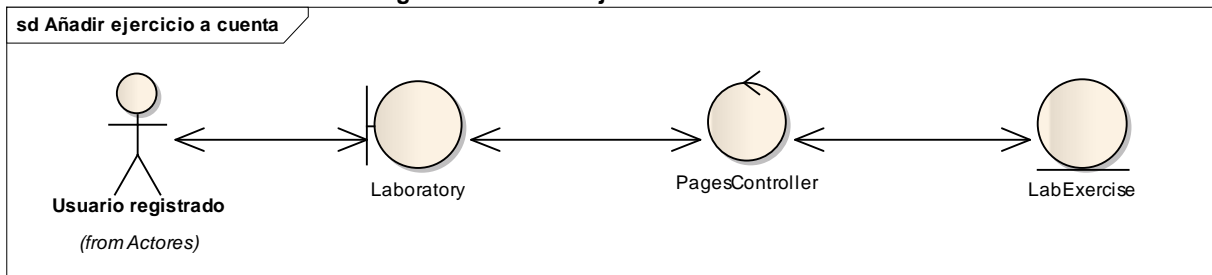 sd Añadir ejercicio a cuenta
Laboratory
PagesController
LabExercise
Usuario registrado
(from Actores)